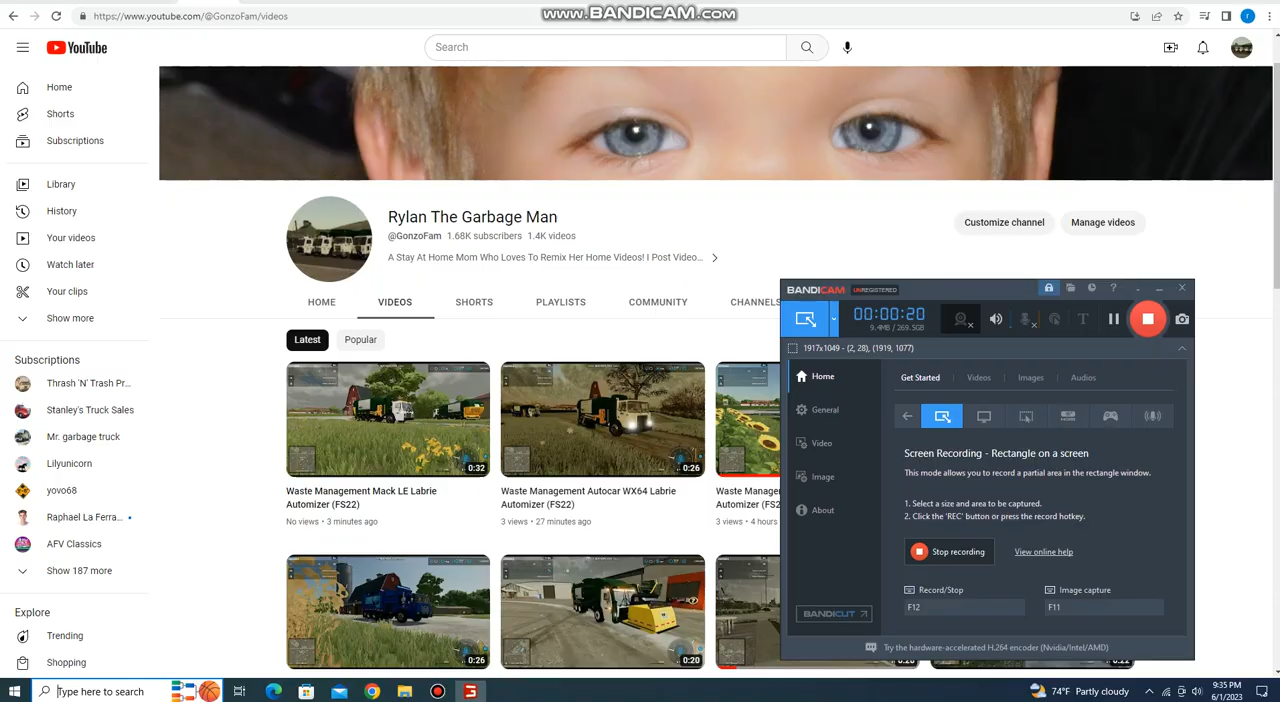 https://www.youtube.com/@GonzoFam/videos
www.BANDICAM.com
YouTube
Search
Home
Shorts
Subscriptions
Library
History
Your videos
Watch later
Your clips
Show more
Subscriptions
Thrash 'N' Trash Pr...
Stanley's Truck Sales
Mr. garbage truck
Lilyunicorn
yovo68
Raphael La Ferra...
AFV Classics
Show 187 more
Explore
Trending
Shopping
Rylan The Garbage Man
@GonzoFam 1.68K subscribers 1.4K videos
A Stay At Home Mom Who Loves To Remix Her Home Videos! I Post Video...
Customize channel
Manage videos
HOME VIDEOS SHORTS PLAYLISTS COMMUNITY CHANNELS
Latest Popular
0:32
Waste Management Mack LE Labrie
Automizer (FS22)
No views • 3 minutes ago
0:26
Waste Management Autocar WX64 Labrie
Automizer (FS22)
3 views • 27 minutes ago
3 views • 4 hours
0:26
0:20
BANDICAM UNREGISTERED
00:00:20
9.4MB / 269.5GB
1917x1049 - (2, 28), (1919, 1077)
Home
General
Video
Image
About
BANDICUT
Get Started Videos Images Audios
Screen Recording - Rectangle on a screen
This mode allows you to record a partial area in the rectangle window.
1. Select a size and area to be captured.
2. Click the 'REC' button or press the record hotkey.
Stop recording
View online help
Record/Stop
F12
Image capture
F11
Try the hardware-accelerated H.264 encoder (Nvidia/Intel/AMD)
Type here to search
74°F Partly cloudy
9:35 PM
6/1/2023